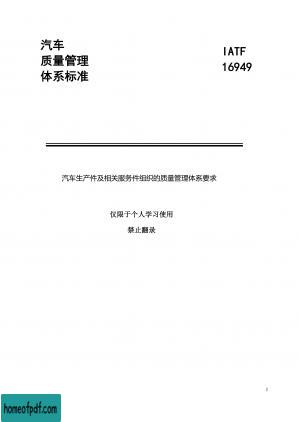 汽车
质量管理
体系标准
IATF
16949
汽车生产件及相关服务件组织的质量管理体系要求
仅限于个人学习使用
禁止翻录
homeofpdf.com